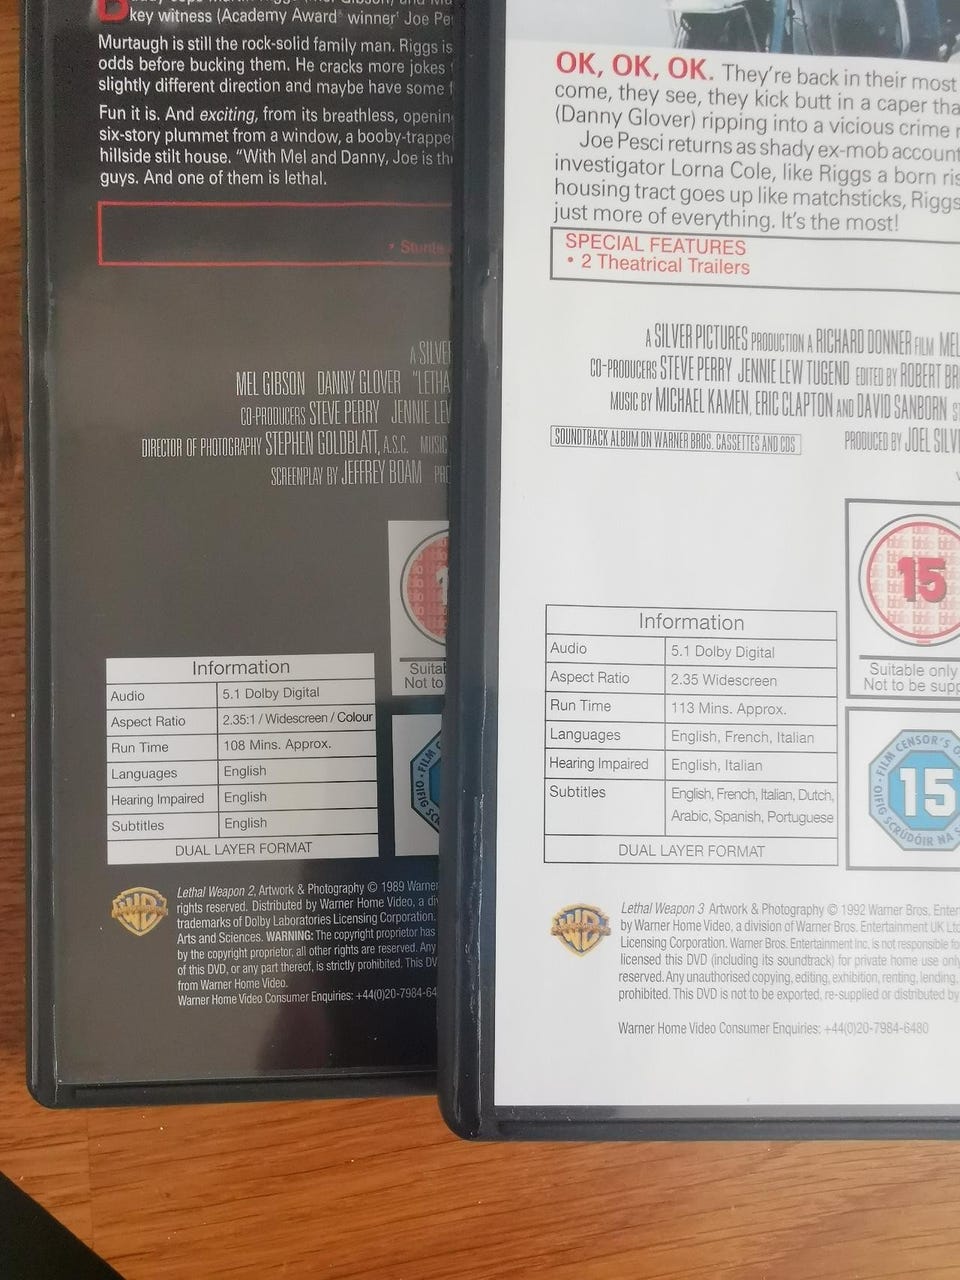 key witness (Academy Award® winner† Joe
Murtaugh is still the rock-solid family man. Riggs is
odds before bucking them. He cracks more jokes
slightly different direction and maybe have some
Fun it is. And exciting, from its breathless,
six-story plummet from a window, a
hillside stilt house. “With Mel and Danny, Joe is
guys. And one of them is lethal.
• Stunts
A SILVER
MEL GIBSON DANNY GLOVER “LETHA
CO-PRODUCERS STEVE PERRY JENNIE LEW
DIRECTOR OF PHOTOGRAPHY STEPHEN GOLDBLATT, A.S.C. MUSIC
SCREENPLAY BY JEFFREY BOAM PRO
Suitab
Not to
Information
Audio 5.1 Dolby Digital
Aspect Ratio 2.35:1 / Widescreen / Colour
Run Time 108 Mins. Approx.
Languages English
Hearing Impaired English
Subtitles English
DUAL LAYER FORMAT
FILM C
OIFIG SC
WB
Lethal Weapon 2, Artwork & Photography © 1989 Warner
rights reserved. Distributed by Warner Home Video, a di
trademarks of Dolby Laboratories Licensing Corporation.
Arts and Sciences. WARNING: The copyright proprietor has
by the copyright proprietor, all other rights are reserved. Any
of this DVD, or any part thereof, is strictly prohibited. This DV
from Warner Home Video.
Warner Home Video Consumer Enquiries: +44(0)20-7984-64
OK, OK, OK. They’re back in their most
come, they see, they kick butt in a caper tha
(Danny Glover) ripping into a vicious crime
Joe Pesci returns as shady ex-mob account
investigator Lorna Cole, like Riggs a born ris
housing tract goes up like matchsticks, Riggs
just more of everything. It’s the most!
SPECIAL FEATURES
• 2 Theatrical Trailers
A SILVER PICTURES PRODUCTION A RICHARD DONNER FILM MEL
CO-PRODUCERS STEVE PERRY JENNIE LEW TUGEND EDITED BY ROBERT BR
MUSIC BY MICHAEL KAMEN, ERIC CLAPTON AND DAVID SANBORN
SOUNDTRACK ALBUM ON WARNER BROS. CASSETTES AND CDS PRODUCED BY JOEL SILV
15
Suitable only
Not to be supp
Information
Audio 5.1 Dolby Digital
Aspect Ratio 2.35 Widescreen
Run Time 113 Mins. Approx.
Languages English, French, Italian
Hearing Impaired English, Italian
Subtitles English, French, Italian, Dutch,
Arabic, Spanish, Portuguese
DUAL LAYER FORMAT
FILM CENSOR'S O
15
OIFIG SCRÚDÓIR NA S
WB
Lethal Weapon 3 Artwork & Photography © 1992 Warner Bros. Enter
by Warner Home Video, a division of Warner Bros. Entertainment UK Ltd
Licensing Corporation. Warner Bros. Entertainment Inc. is not responsible fo
licensed this DVD (including its soundtrack) for private home use only
reserved. Any unauthorised copying, editing, exhibition, renting, lending,
prohibited. This DVD is not to be exported, re-supplied or distributed by
Warner Home Video Consumer Enquiries: +44(0)20-7984-6480